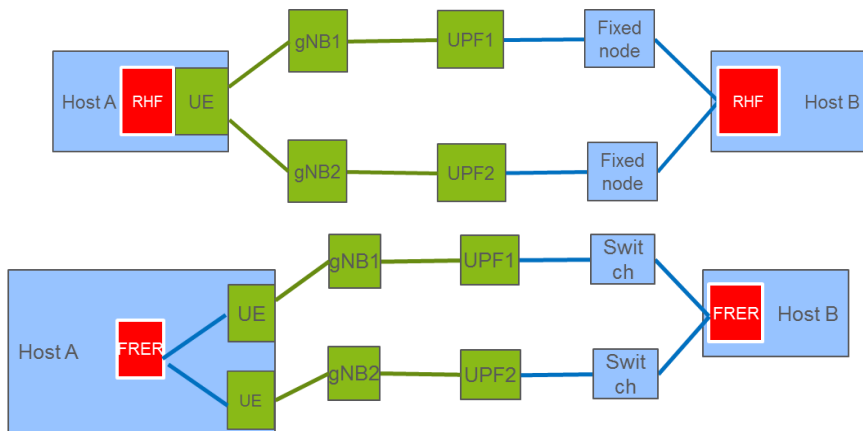 gNB1
UPF1
Fixed
node
Host A
RHF
UE
RHF
Host B
gNB2
UPF2
Fixed
node
gNB1
UPF1
Swit
ch
UE
FRER
Host B
Host A
FRER
gNB2
UPF2
Swit
ch
UE